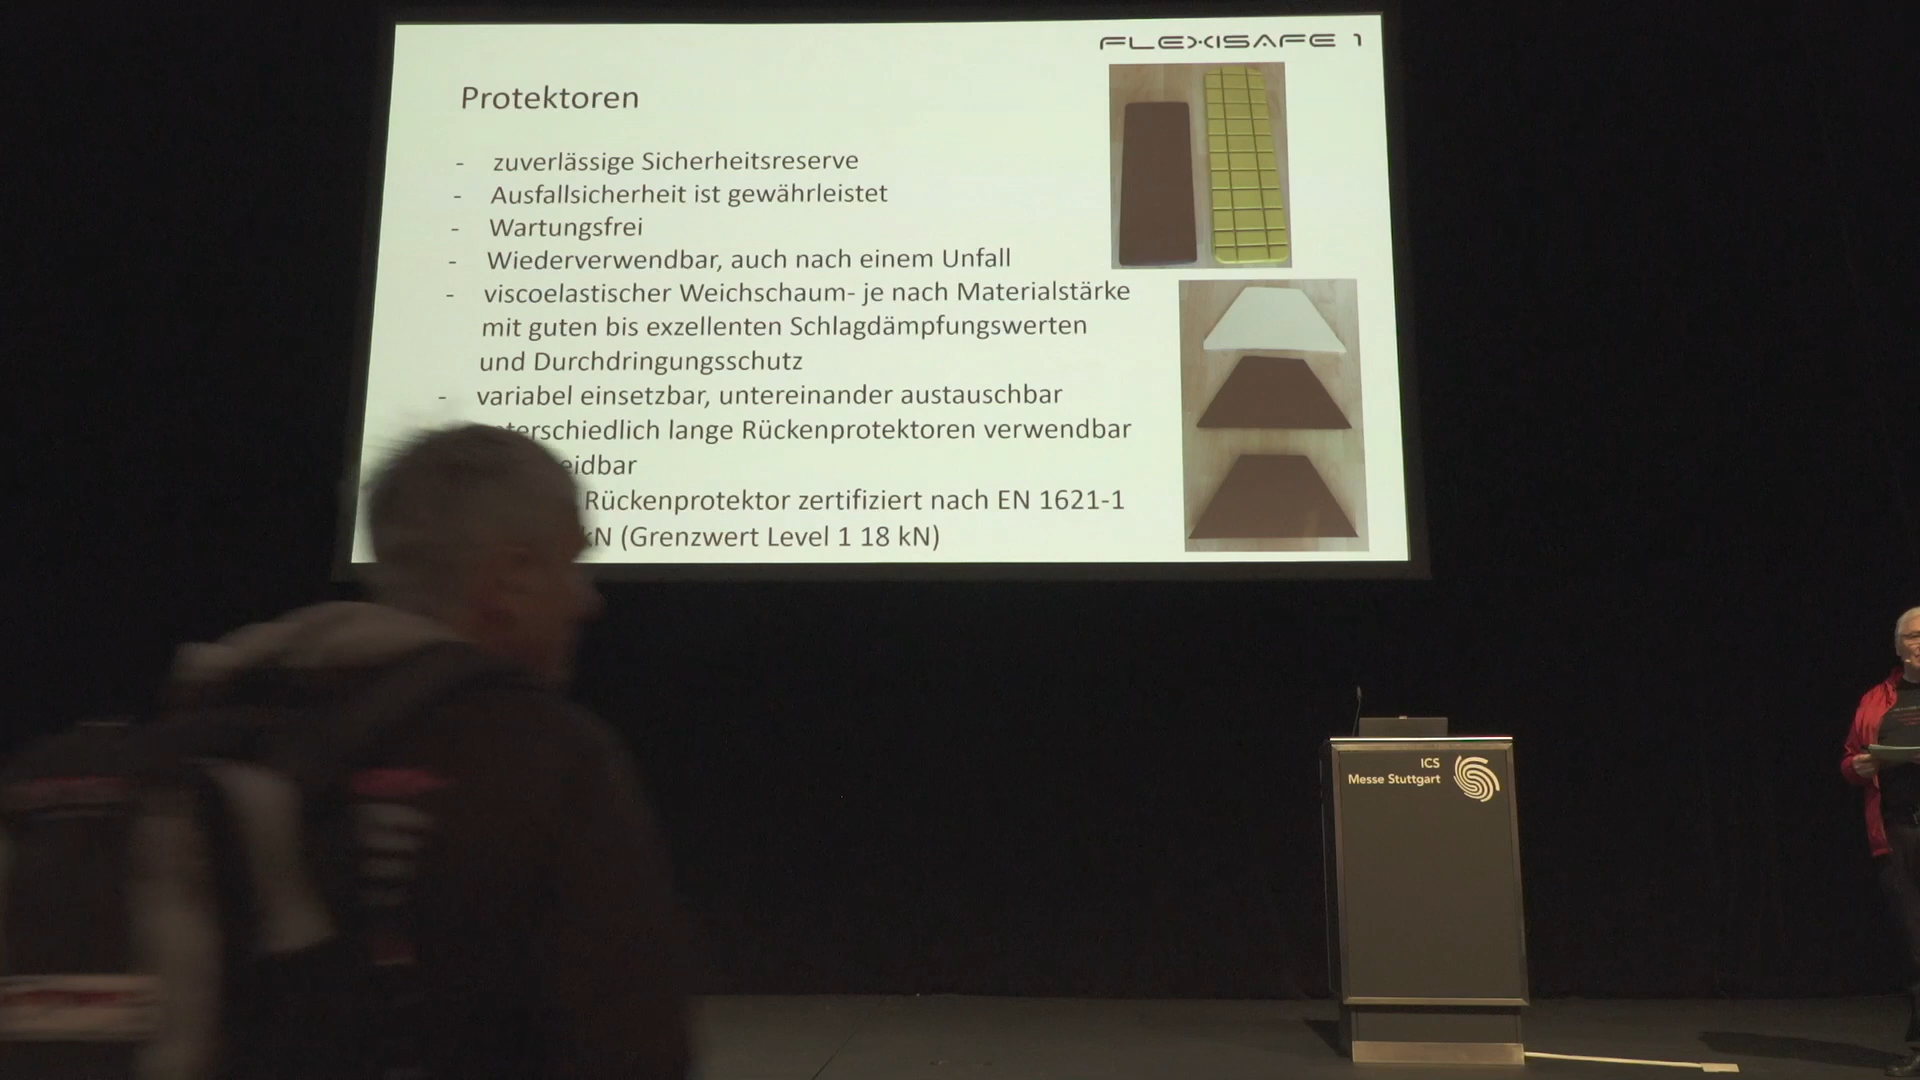 FLEXISAFE 1
Protektoren
- zuverlässige Sicherheitsreserve
- Ausfallsicherheit ist gewährleistet
- Wartungsfrei
- Wiederverwendbar, auch nach einem Unfall
- viscoelastischer Weichschaum- je nach Materialstärke
mit guten bis exzellenten Schlagdämpfungswerten
und Durchdringungsschutz
- variabel einsetzbar, untereinander austauschbar
lange Rückenprotektoren verwendbar
Rückenprotektor zertifiziert nach EN 1621-1
kN (Grenzwert Level 1 18 kN)
ICS
Messe Stuttgart